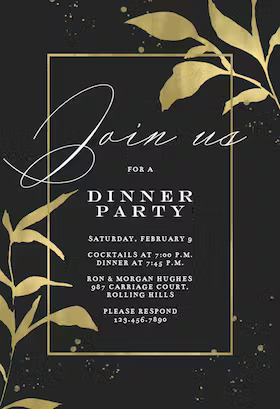 Join us
FOR A
DINNER
PARTY
SATURDAY, FEBRUARY 9
COCKTAILS AT 7:00 P.M.
DINNER AT 7:45 P.M.
RON & MORGAN HUGHES
987 CARRIAGE COURT,
ROLLING HILLS
PLEASE RESPOND
123.456.7890